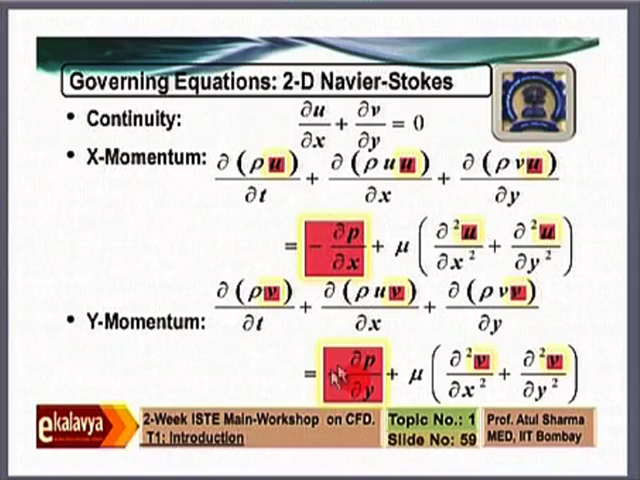 Governing Equations: 2-D Navier-Stokes
• Continuity: ∂u/∂x + ∂v/∂y = 0
• X-Momentum: ∂(ρu)/∂t + ∂(ρuu)/∂x + ∂(ρvu)/∂y
= − ∂p/∂x + μ (∂²u/∂x² + ∂²u/∂y²)
• Y-Momentum: ∂(ρv)/∂t + ∂(ρuv)/∂x + ∂(ρvv)/∂y
= ∂p/∂y + μ (∂²v/∂x² + ∂²v/∂y²)
ekalavya
2-Week ISTE Main-Workshop on CFD.
T1: Introduction
Topic No.: 1
Slide No: 59
Prof. Atul Sharma
MED, IIT Bombay